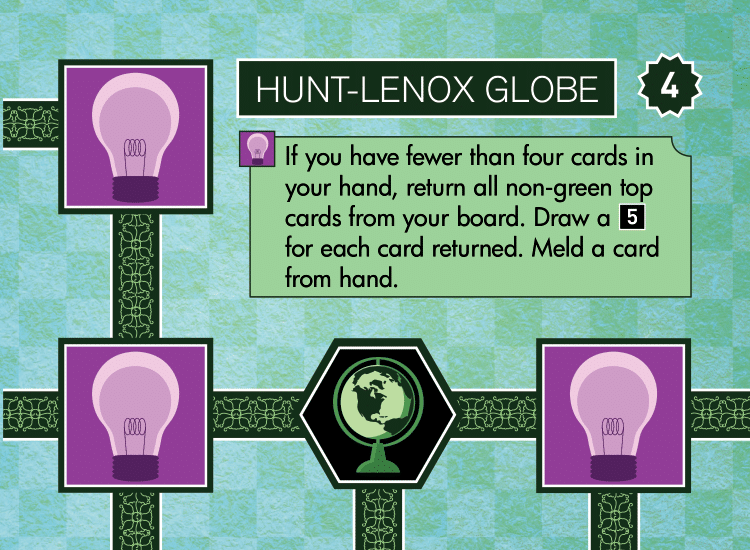 HUNT-LENOX GLOBE
4
If you have fewer than four cards in
your hand, return all non-green top
cards from your board. Draw a 5
for each card returned. Meld a card
from hand.